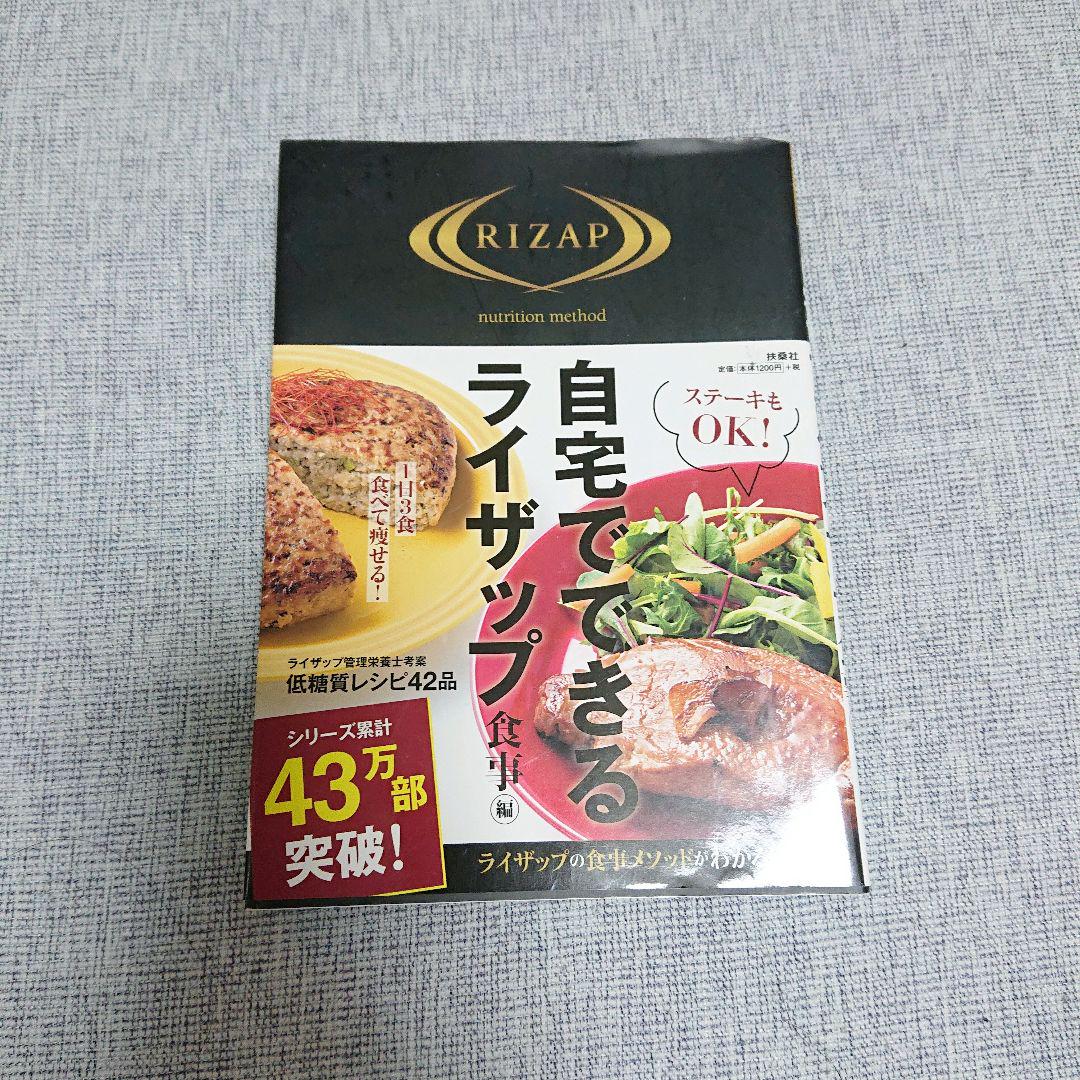 RIZAP
nutrition method
扶桑社
定価:本体1200円+税
ステーキも
OK!
自宅でできる
ライザップ
食事編
1日3食
食べて痩せる!
ライザップ管理栄養士考案
低糖質レシピ42品
シリーズ累計
43万部
突破!
ライザップの食事メソッドがわか